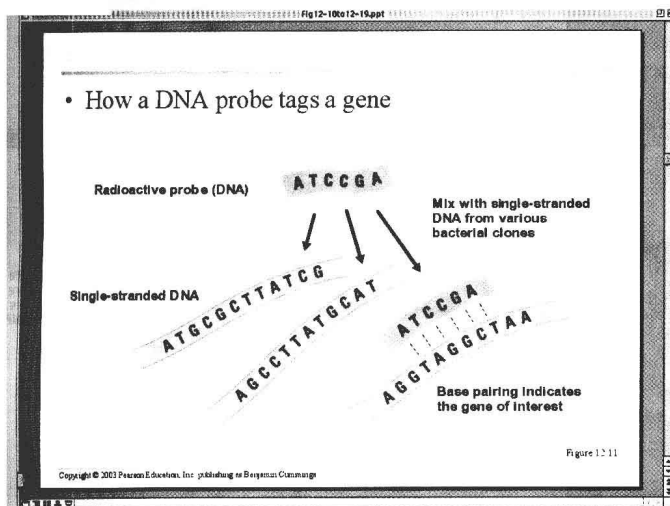 Fig12-10to12-19.ppt
• How a DNA probe tags a gene
Radioactive probe (DNA)
ATCCGA
Mix with single-stranded
DNA from various
bacterial clones
Single-stranded DNA
ATGCGCTTATCG
AGCCTTATGCAT
ATCCGA
AGGTAGGCTAA
Base pairing indicates
the gene of interest
Figure 12.11
Copyright © 2003 Pearson Education, Inc. publishing as Benjamin Cummings